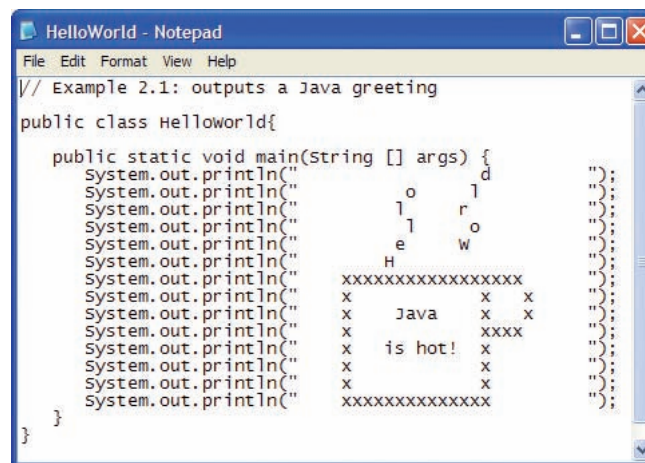 HelloWorld - Notepad
File Edit Format View Help
// Example 2.1: outputs a Java greeting
public class HelloWorld{
   public static void main(String [] args) {
      System.out.println("                    d          ");
      System.out.println("            o      l           ");
      System.out.println("           l      r            ");
      System.out.println("            l      o           ");
      System.out.println("           e      W            ");
      System.out.println("          H                    ");
      System.out.println("     xxxxxxxxxxxxxxxxx         ");
      System.out.println("     x             x   x       ");
      System.out.println("     x    Java     x   x       ");
      System.out.println("     x             xxxx        ");
      System.out.println("     x   is hot!   x           ");
      System.out.println("     x             x           ");
      System.out.println("     x             x           ");
      System.out.println("     xxxxxxxxxxxxxx            ");
   }
}